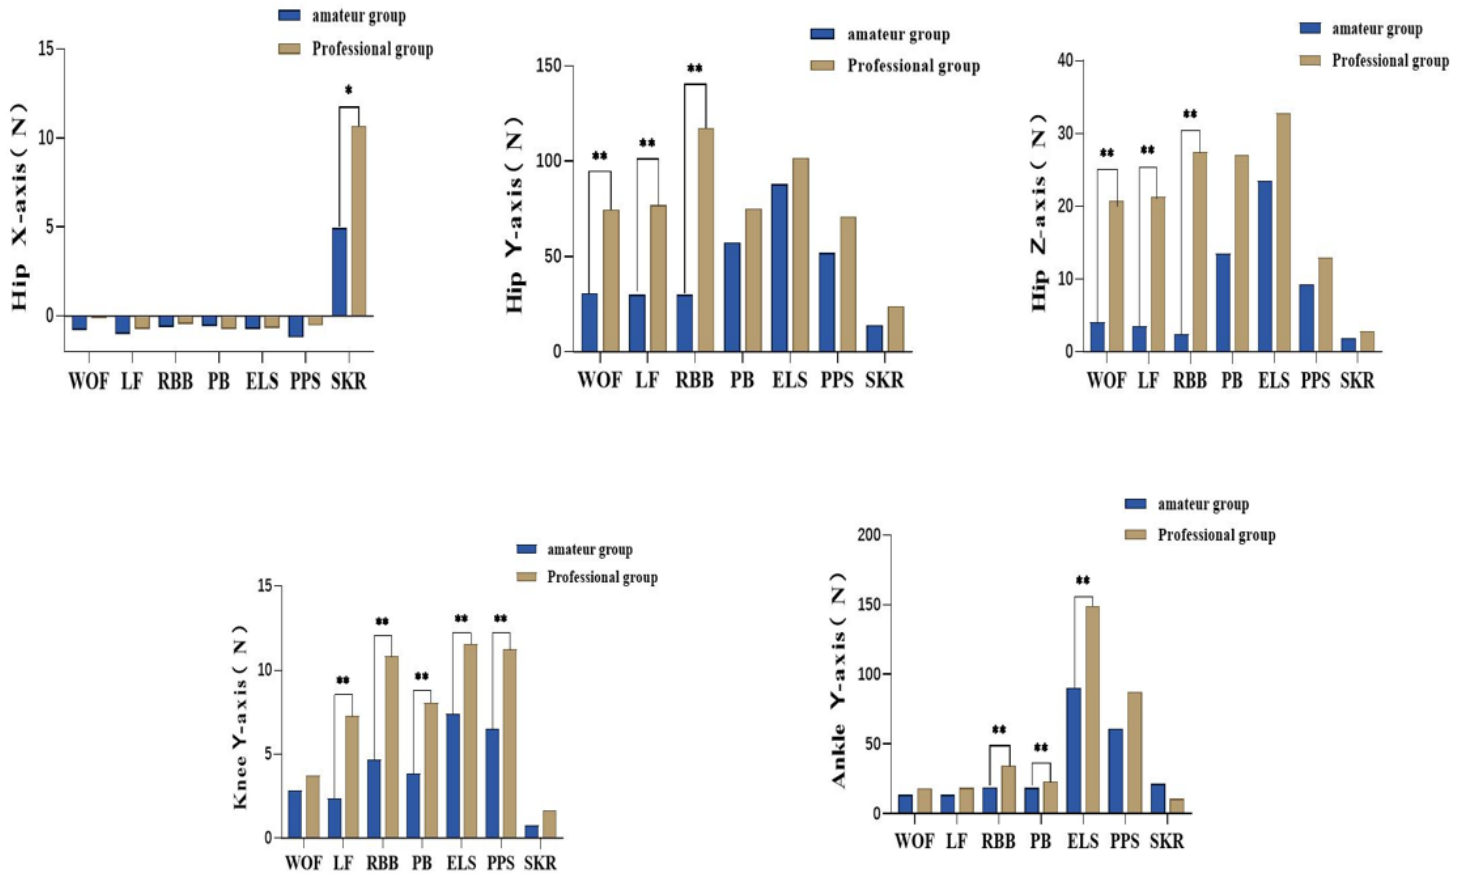 amateur group
Professional group
15
10
5
0
Hip X-axis( N)
*
WOF LF RBB PB ELS PPS SKR
amateur group
Professional group
150
100
50
0
Hip Y-axis( N)
** ** **
WOF LF RBB PB ELS PPS SKR
amateur group
Professional group
40
30
20
10
0
Hip Z-axis( N)
** ** **
WOF LF RBB PB ELS PPS SKR
amateur group
Professional group
15
10
5
0
Knee Y-axis( N)
** ** ** ** **
WOF LF RBB PB ELS PPS SKR
amateur group
Professional group
200
150
100
50
0
Ankle Y-axis( N)
** ** **
WOF LF RBB PB ELS PPS SKR